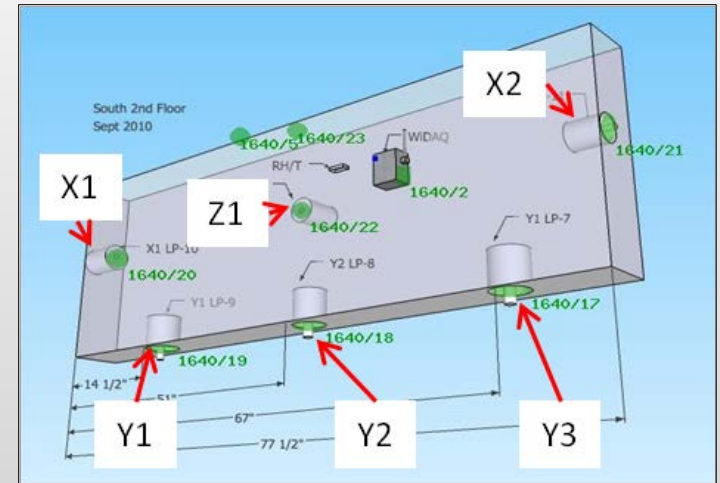 South 2nd Floor
Sept 2010
X2
1640/5
1640/23
WiDAQ
1640/21
RH/T
1640/2
X1
Z1
1640/22
Y1 LP-7
X1 LP-10
1640/20
Y2 LP-8
Y1 LP-9
1640/17
1640/18
1640/19
14 1/2"
51"
67"
77 1/2"
Y1
Y2
Y3